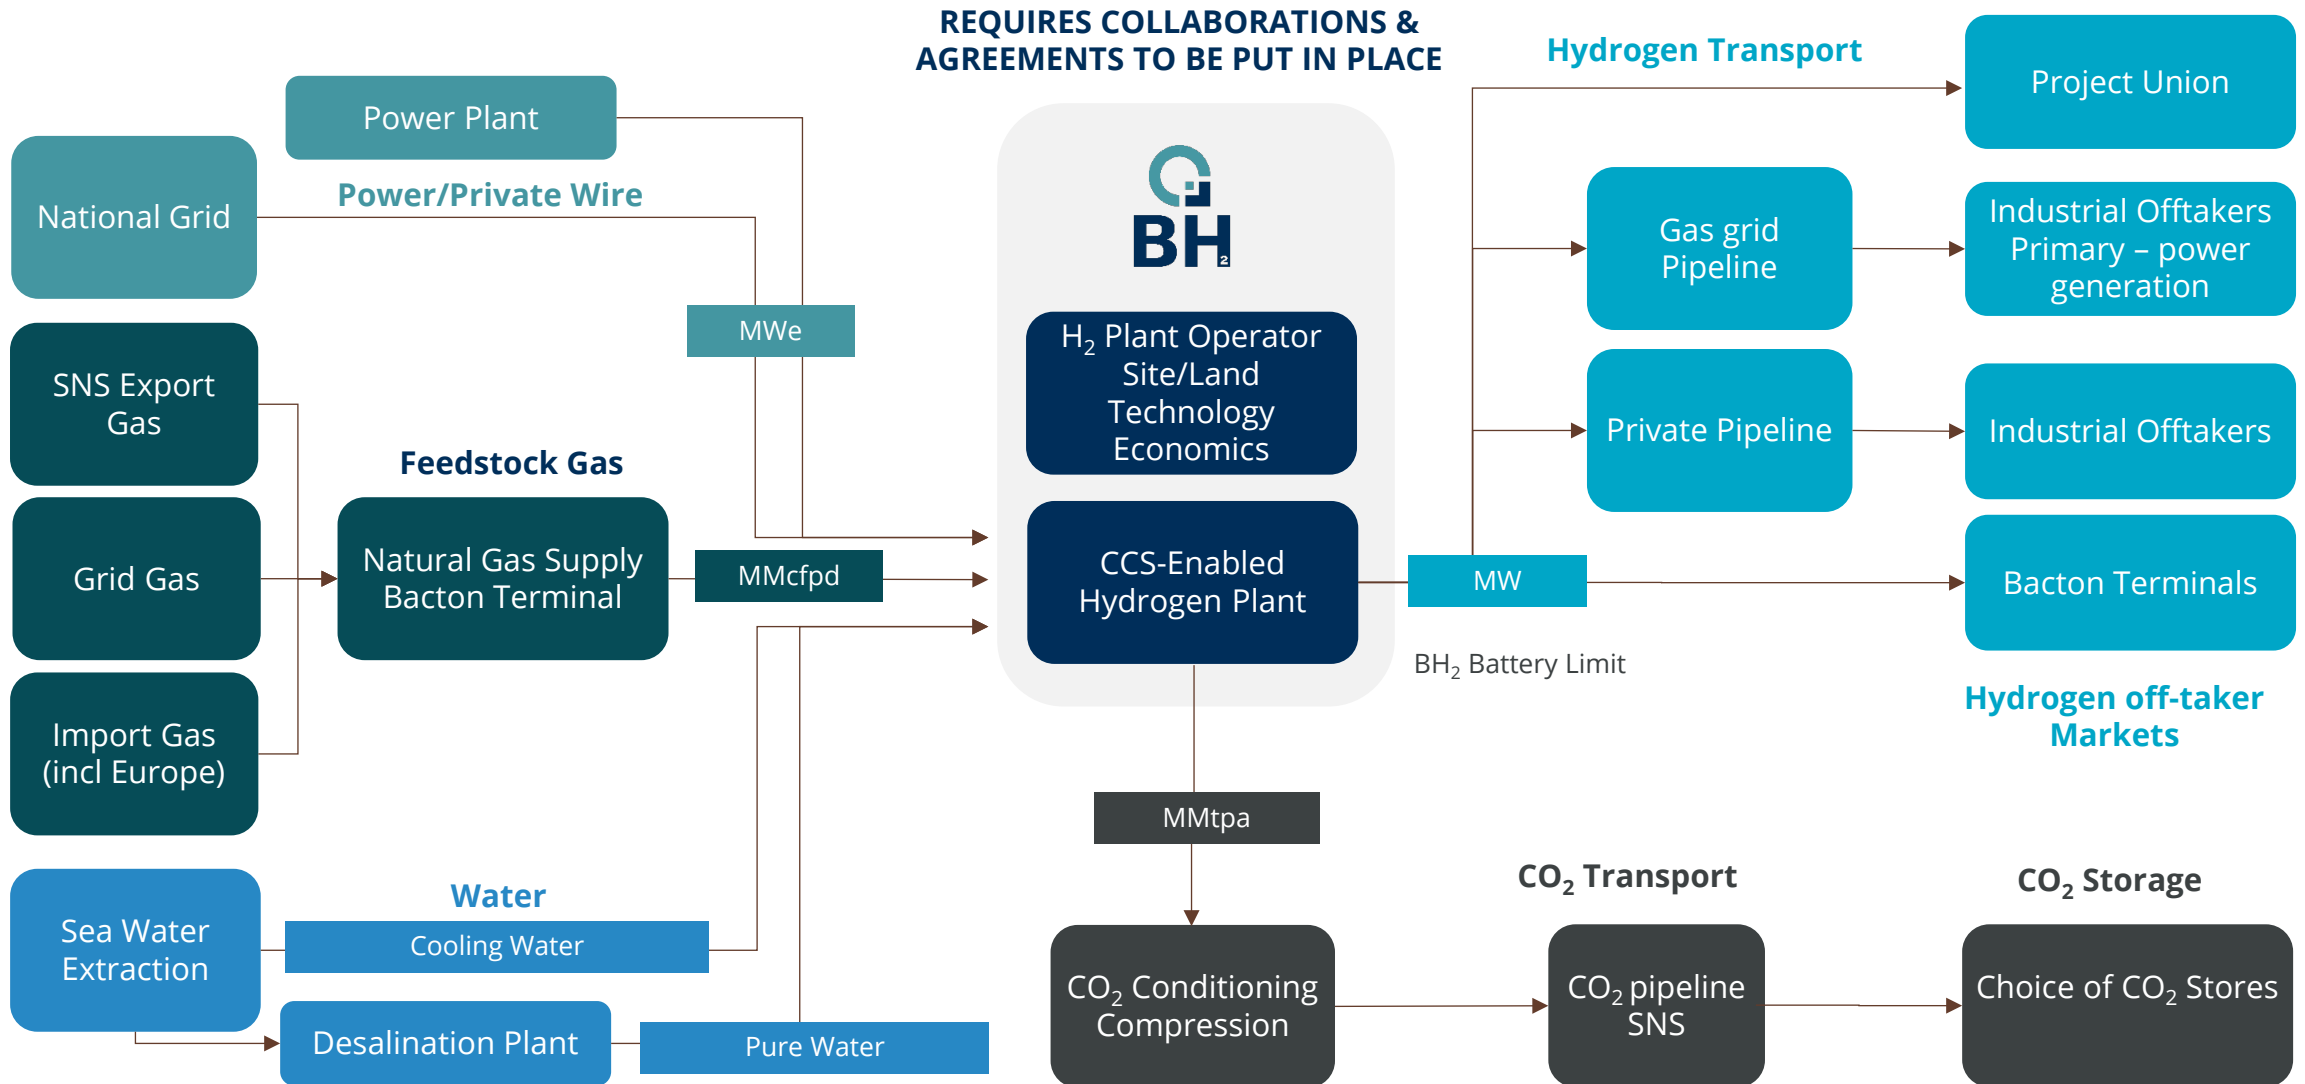 REQUIRES COLLABORATIONS &
AGREEMENTS TO BE PUT IN PLACE
Power Plant
National Grid
Power/Private Wire
MWe
SNS Export
Gas
Grid Gas
Import Gas
(incl Europe)
Feedstock Gas
Natural Gas Supply
Bacton Terminal
MMcfpd
Water
Sea Water
Extraction
Cooling Water
Desalination Plant
Pure Water
BH₂
H₂ Plant Operator
Site/Land
Technology
Economics
CCS-Enabled
Hydrogen Plant
MW
BH₂ Battery Limit
Hydrogen Transport
Project Union
Gas grid
Pipeline
Industrial Offtakers
Primary – power
generation
Private Pipeline
Industrial Offtakers
Bacton Terminals
Hydrogen off-taker
Markets
MMtpa
CO₂ Conditioning
Compression
CO₂ Transport
CO₂ pipeline
SNS
CO₂ Storage
Choice of CO₂ Stores